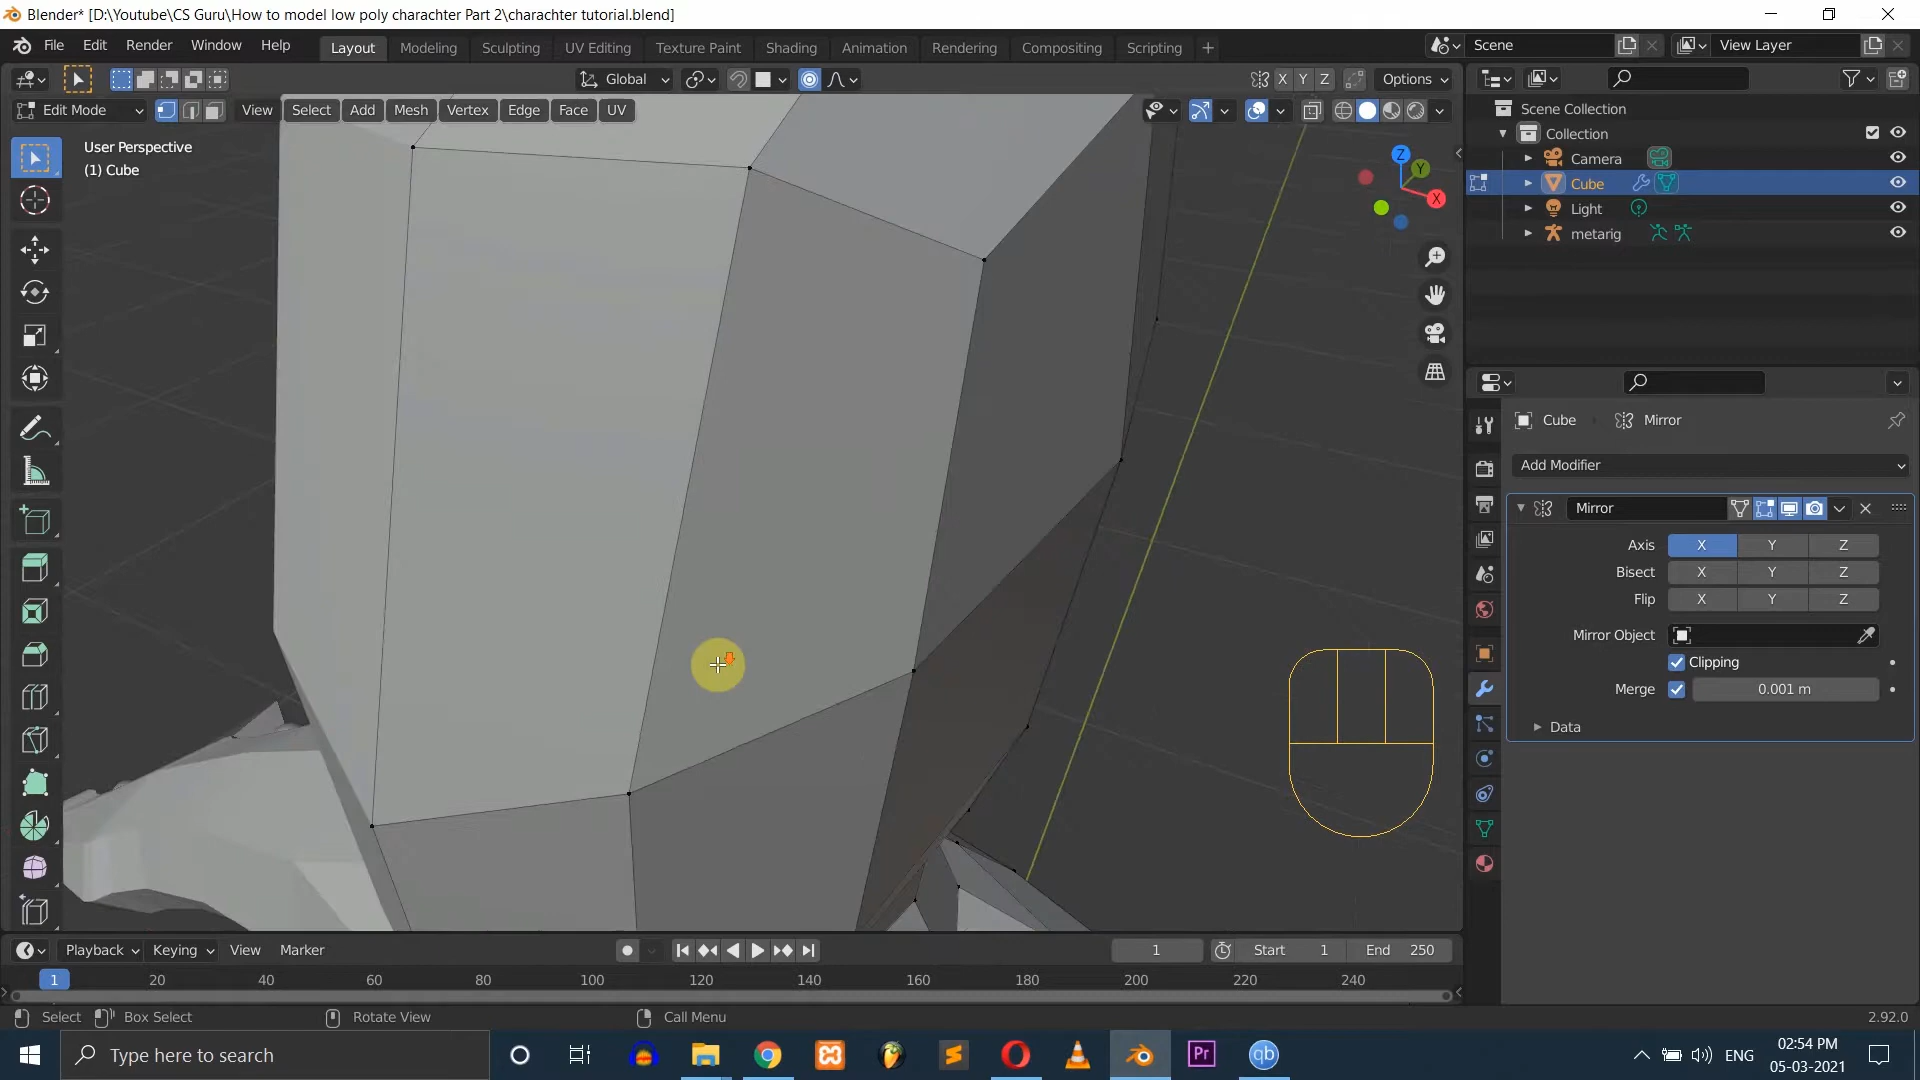 Blender* [D:\Youtube\CS Guru\How to model low poly charachter Part 2\charachter tutorial.blend]
File Edit Render Window Help Layout Modeling Sculpting UV Editing Texture Paint Shading Animation Rendering Compositing Scripting + Scene View Layer
Global X Y Z Options
Edit Mode View Select Add Mesh Vertex Edge Face UV
Scene Collection
Collection
Camera
Cube
Light
metarig
User Perspective
(1) Cube
Z
Y
X
Cube Mirror
Add Modifier
Mirror
Axis X Y Z
Bisect X Y Z
Flip X Y Z
Mirror Object
Clipping
Merge 0.001 m
Data
Playback Keying View Marker 1 Start 1 End 250
1 20 40 60 80 100 120 140 160 180 200 220 240
Select Box Select Rotate View Call Menu 2.92.0
Type here to search
Pr
qb
ENG
02:54 PM
05-03-2021